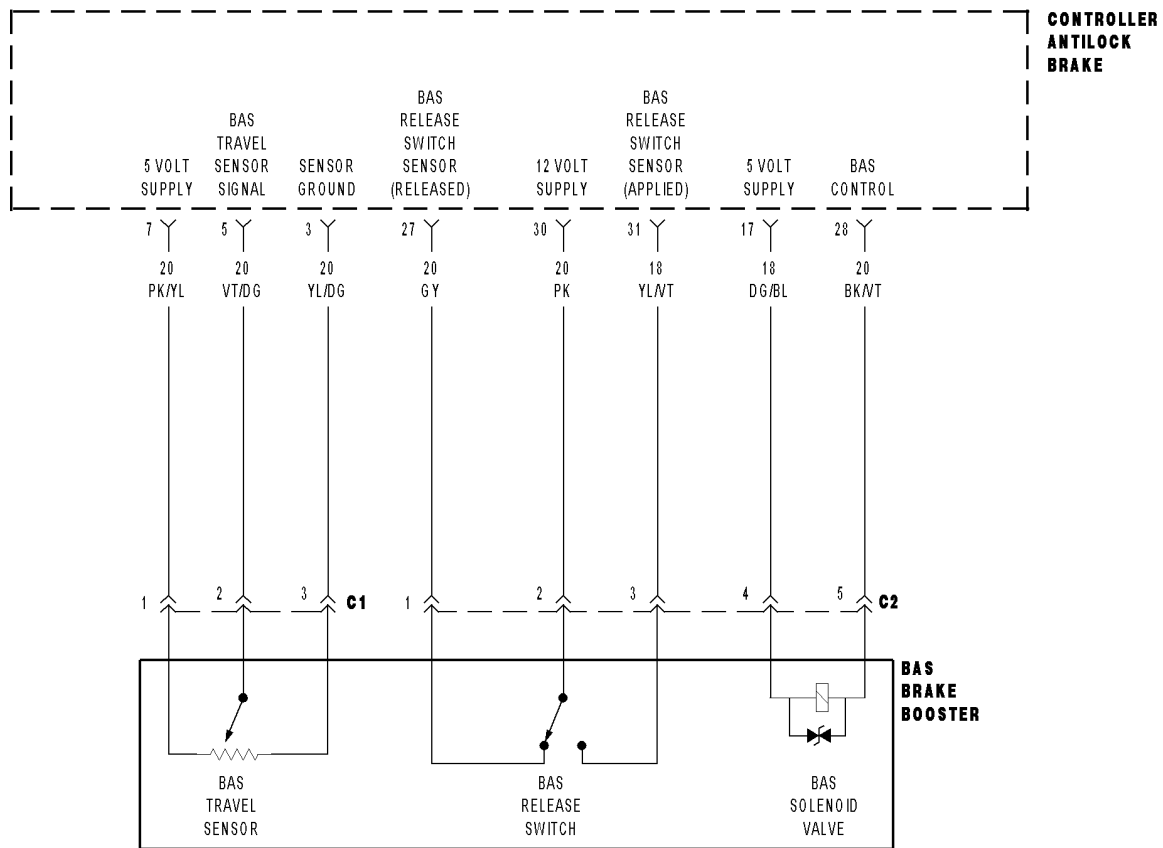 CONTROLLER
ANTILOCK
BRAKE
5 VOLT
SUPPLY
BAS
TRAVEL
SENSOR
SIGNAL
SENSOR
GROUND
BAS
RELEASE
SWITCH
SENSOR
(RELEASED)
12 VOLT
SUPPLY
BAS
RELEASE
SWITCH
SENSOR
(APPLIED)
5 VOLT
SUPPLY
BAS
CONTROL
7 5 3 27 30 31 17 28
20 20 20 20 20 18 18 20
PK/YL VT/DG YL/DG GY PK YL/VT DG/BL BK/VT
1 2 3 C1 1 2 3 4 5 C2
BAS
BRAKE
BOOSTER
BAS
TRAVEL
SENSOR
BAS
RELEASE
SWITCH
BAS
SOLENOID
VALVE